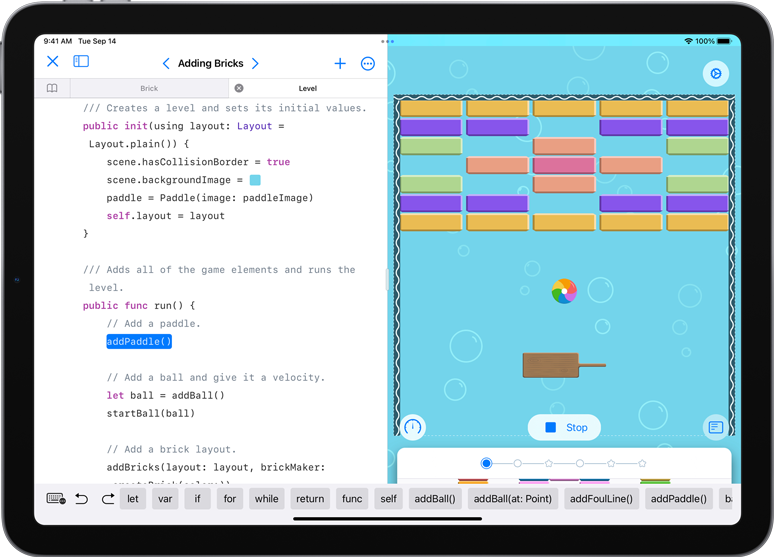 9:41 AM Tue Sep 14
100%
Adding Bricks
Brick
Level
/// Creates a level and sets its initial values.
public init(using layout: Layout =
Layout.plain()) {
scene.hasCollisionBorder = true
scene.backgroundImage =
paddle = Paddle(image: paddleImage)
self.layout = layout
}
/// Adds all of the game elements and runs the
level.
public func run() {
// Add a paddle.
addPaddle()
// Add a ball and give it a velocity.
let ball = addBall()
startBall(ball)
// Add a brick layout.
addBricks(layout: layout, brickMaker:
Stop
let var if for while return func self addBall() addBall(at: Point) addFoulLine() addPaddle()